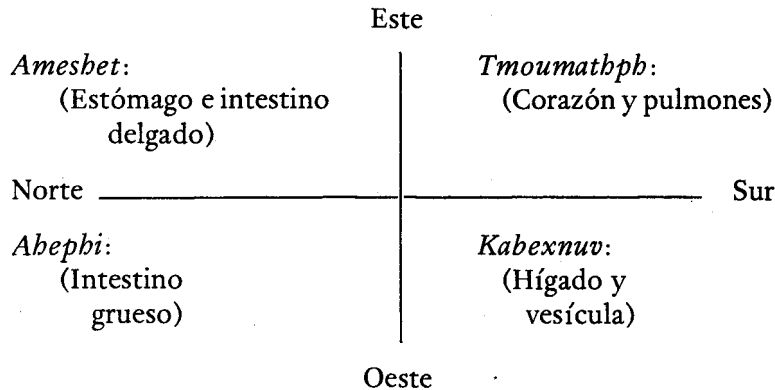 Este
Ameshet: Tmoumathph:
(Estómago e intestino (Corazón y pulmones)
delgado)
Norte Sur
Ahephi: Kabexnuv:
(Intestino (Hígado y
grueso) vesícula)
Oeste